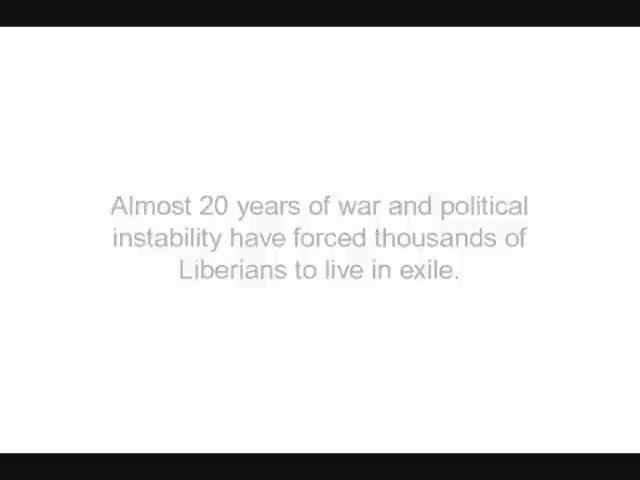 Almost 20 years of war and political
instability have forced thousands of
Liberians to live in exile.